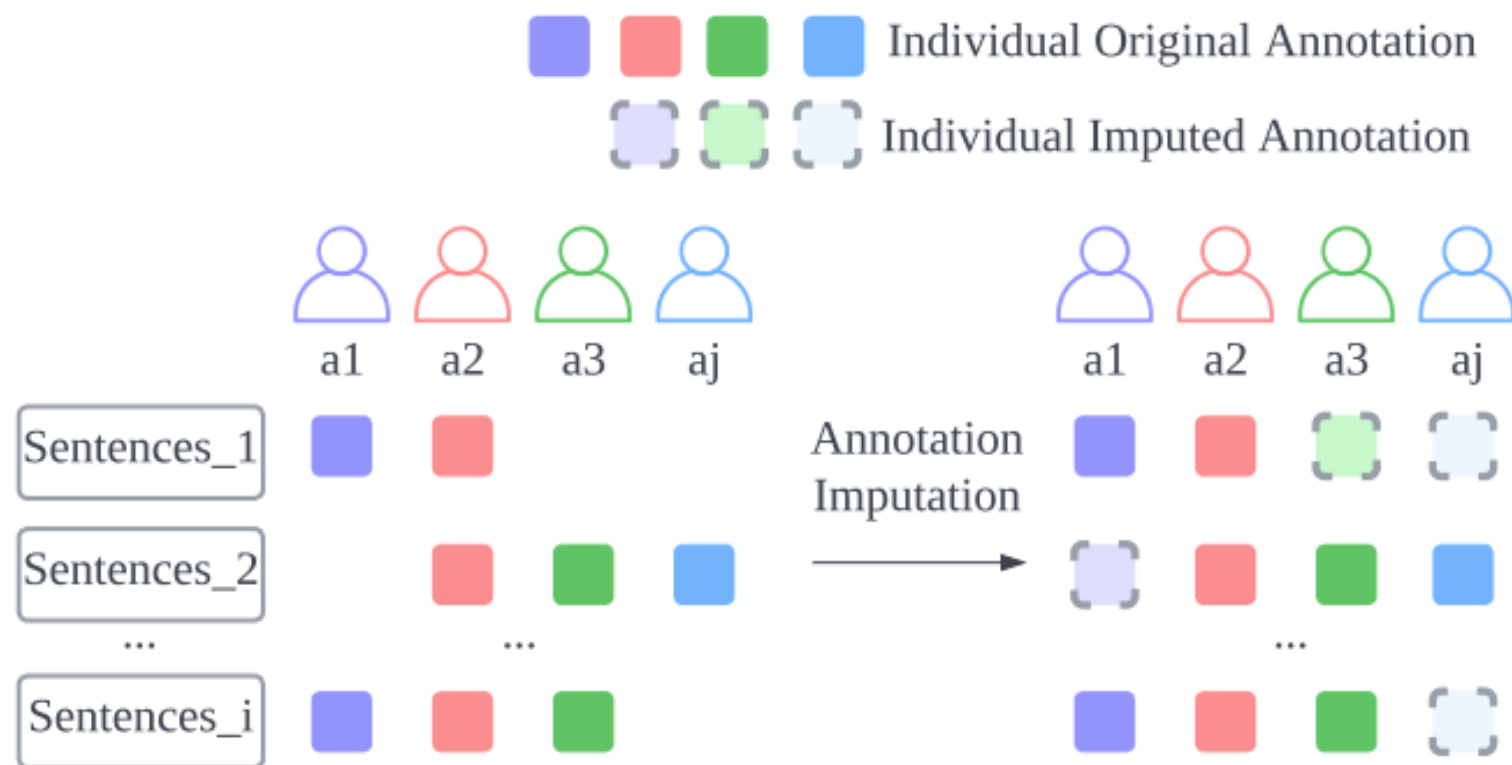 Individual Original Annotation
Individual Imputed Annotation
a1 a2 a3 aj a1 a2 a3 aj
Sentences_1
Annotation
Imputation
Sentences_2
... ... ...
Sentences_i